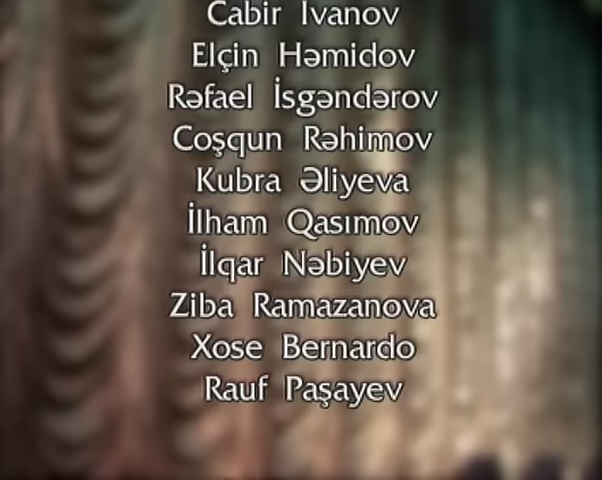 Cabir İvanov
Elçin Həmidov
Rəfael İsgəndərov
Coşqun Rəhimov
Kubra Əliyeva
İlham Qasımov
İlqar Nəbiyev
Ziba Ramazanova
Xose Bernardo
Rauf Paşayev